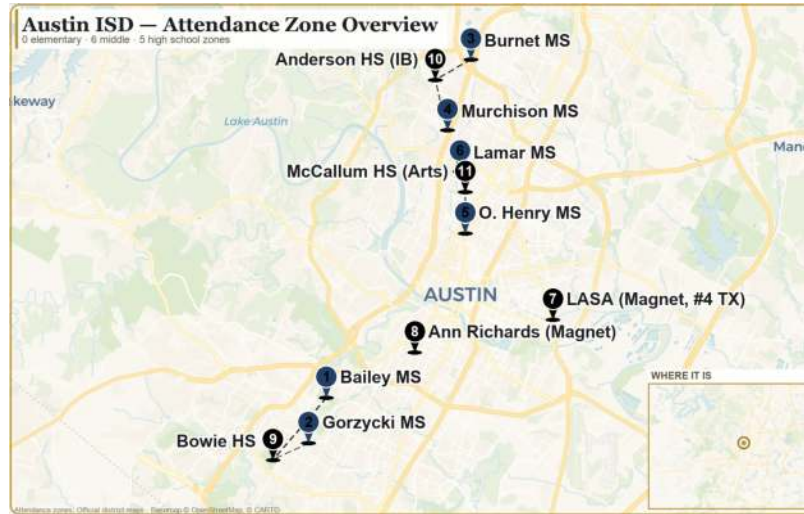 Austin ISD — Attendance Zone Overview
0 elementary · 6 middle · 5 high school zones
3
Burnet MS
Anderson HS (IB)
10
keway
Lake Austin
4
Murchison MS
6
Lamar MS
Man
McCallum HS (Arts)
11
5
O. Henry MS
AUSTIN
7
LASA (Magnet, #4 TX)
8
Ann Richards (Magnet)
1
Bailey MS
WHERE IT IS
2
Gorzycki MS
Bowie HS
9
Attendance zones: Official district maps · Basemap © OpenStreetMap, © CARTO